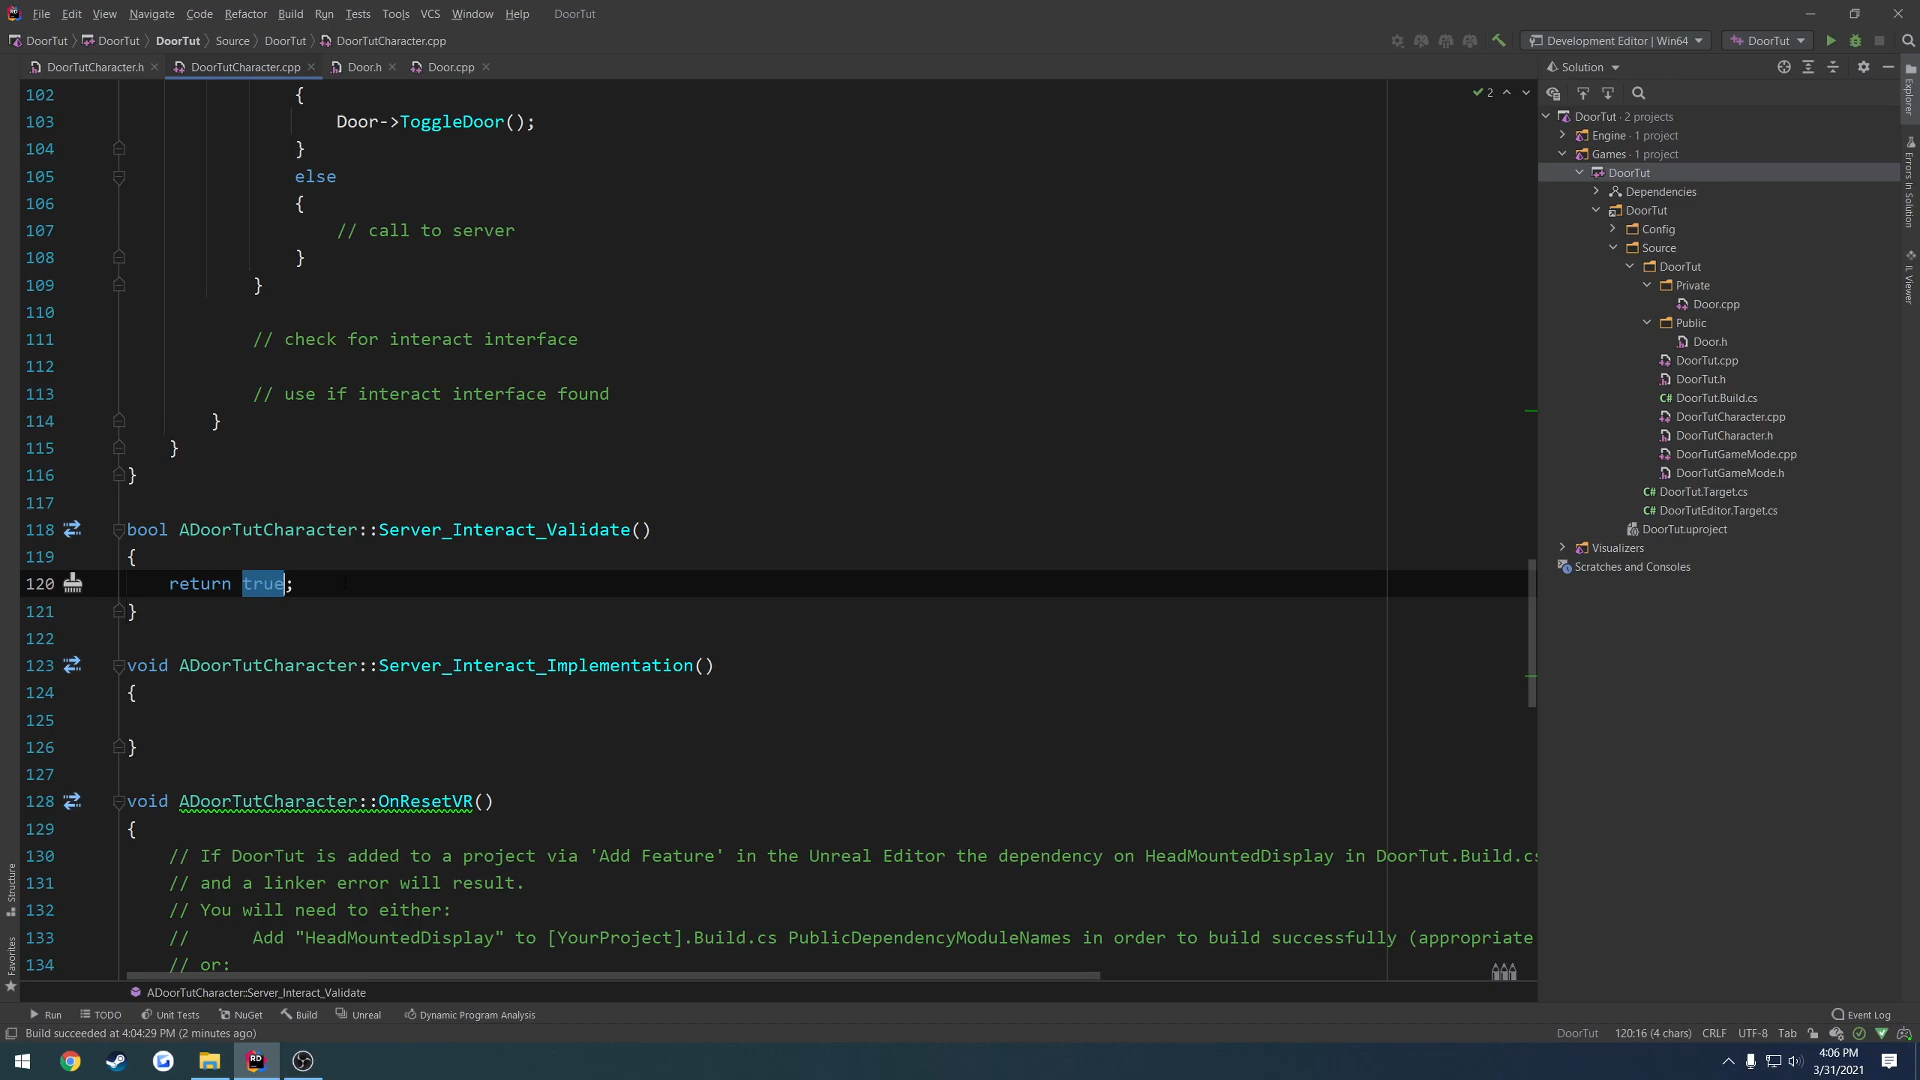 File Edit View Navigate Code Refactor Build Run Tests Tools VCS Window Help DoorTut
DoorTut DoorTut DoorTut Source DoorTut DoorTutCharacter.cpp
Development Editor | Win64 DoorTut
DoorTutCharacter.h DoorTutCharacter.cpp Door.h Door.cpp
Solution
2
102 {
103 Door->ToggleDoor();
104 }
105 else
106 {
107 // call to server
108 }
109 }
110
111 // check for interact interface
112
113 // use if interact interface found
114 }
115 }
116 }
117
118 bool ADoorTutCharacter::Server_Interact_Validate()
119 {
120 return true;
121 }
122
123 void ADoorTutCharacter::Server_Interact_Implementation()
124 {
125
126 }
127
128 void ADoorTutCharacter::OnResetVR()
129 {
130 // If DoorTut is added to a project via 'Add Feature' in the Unreal Editor the dependency on HeadMountedDisplay in DoorTut.Build.cs
131 // and a linker error will result.
132 // You will need to either:
133 // Add "HeadMountedDisplay" to [YourProject].Build.cs PublicDependencyModuleNames in order to build successfully (appropriate
134 // or:
DoorTut · 2 projects
Engine · 1 project
Games · 1 project
DoorTut
Dependencies
DoorTut
Config
Source
DoorTut
Private
Door.cpp
Public
Door.h
DoorTut.cpp
DoorTut.h
C# DoorTut.Build.cs
DoorTutCharacter.cpp
DoorTutCharacter.h
DoorTutGameMode.cpp
DoorTutGameMode.h
C# DoorTut.Target.cs
C# DoorTutEditor.Target.cs
DoorTut.uproject
Visualizers
Scratches and Consoles
Explorer
Errors In Solution
IL Viewer
Structure
Favorites
ADoorTutCharacter::Server_Interact_Validate
Run TODO Unit Tests NuGet Build Unreal Dynamic Program Analysis Event Log
Build succeeded at 4:04:29 PM (2 minutes ago) DoorTut 120:16 (4 chars) CRLF UTF-8 Tab
RD
4:06 PM
3/31/2021